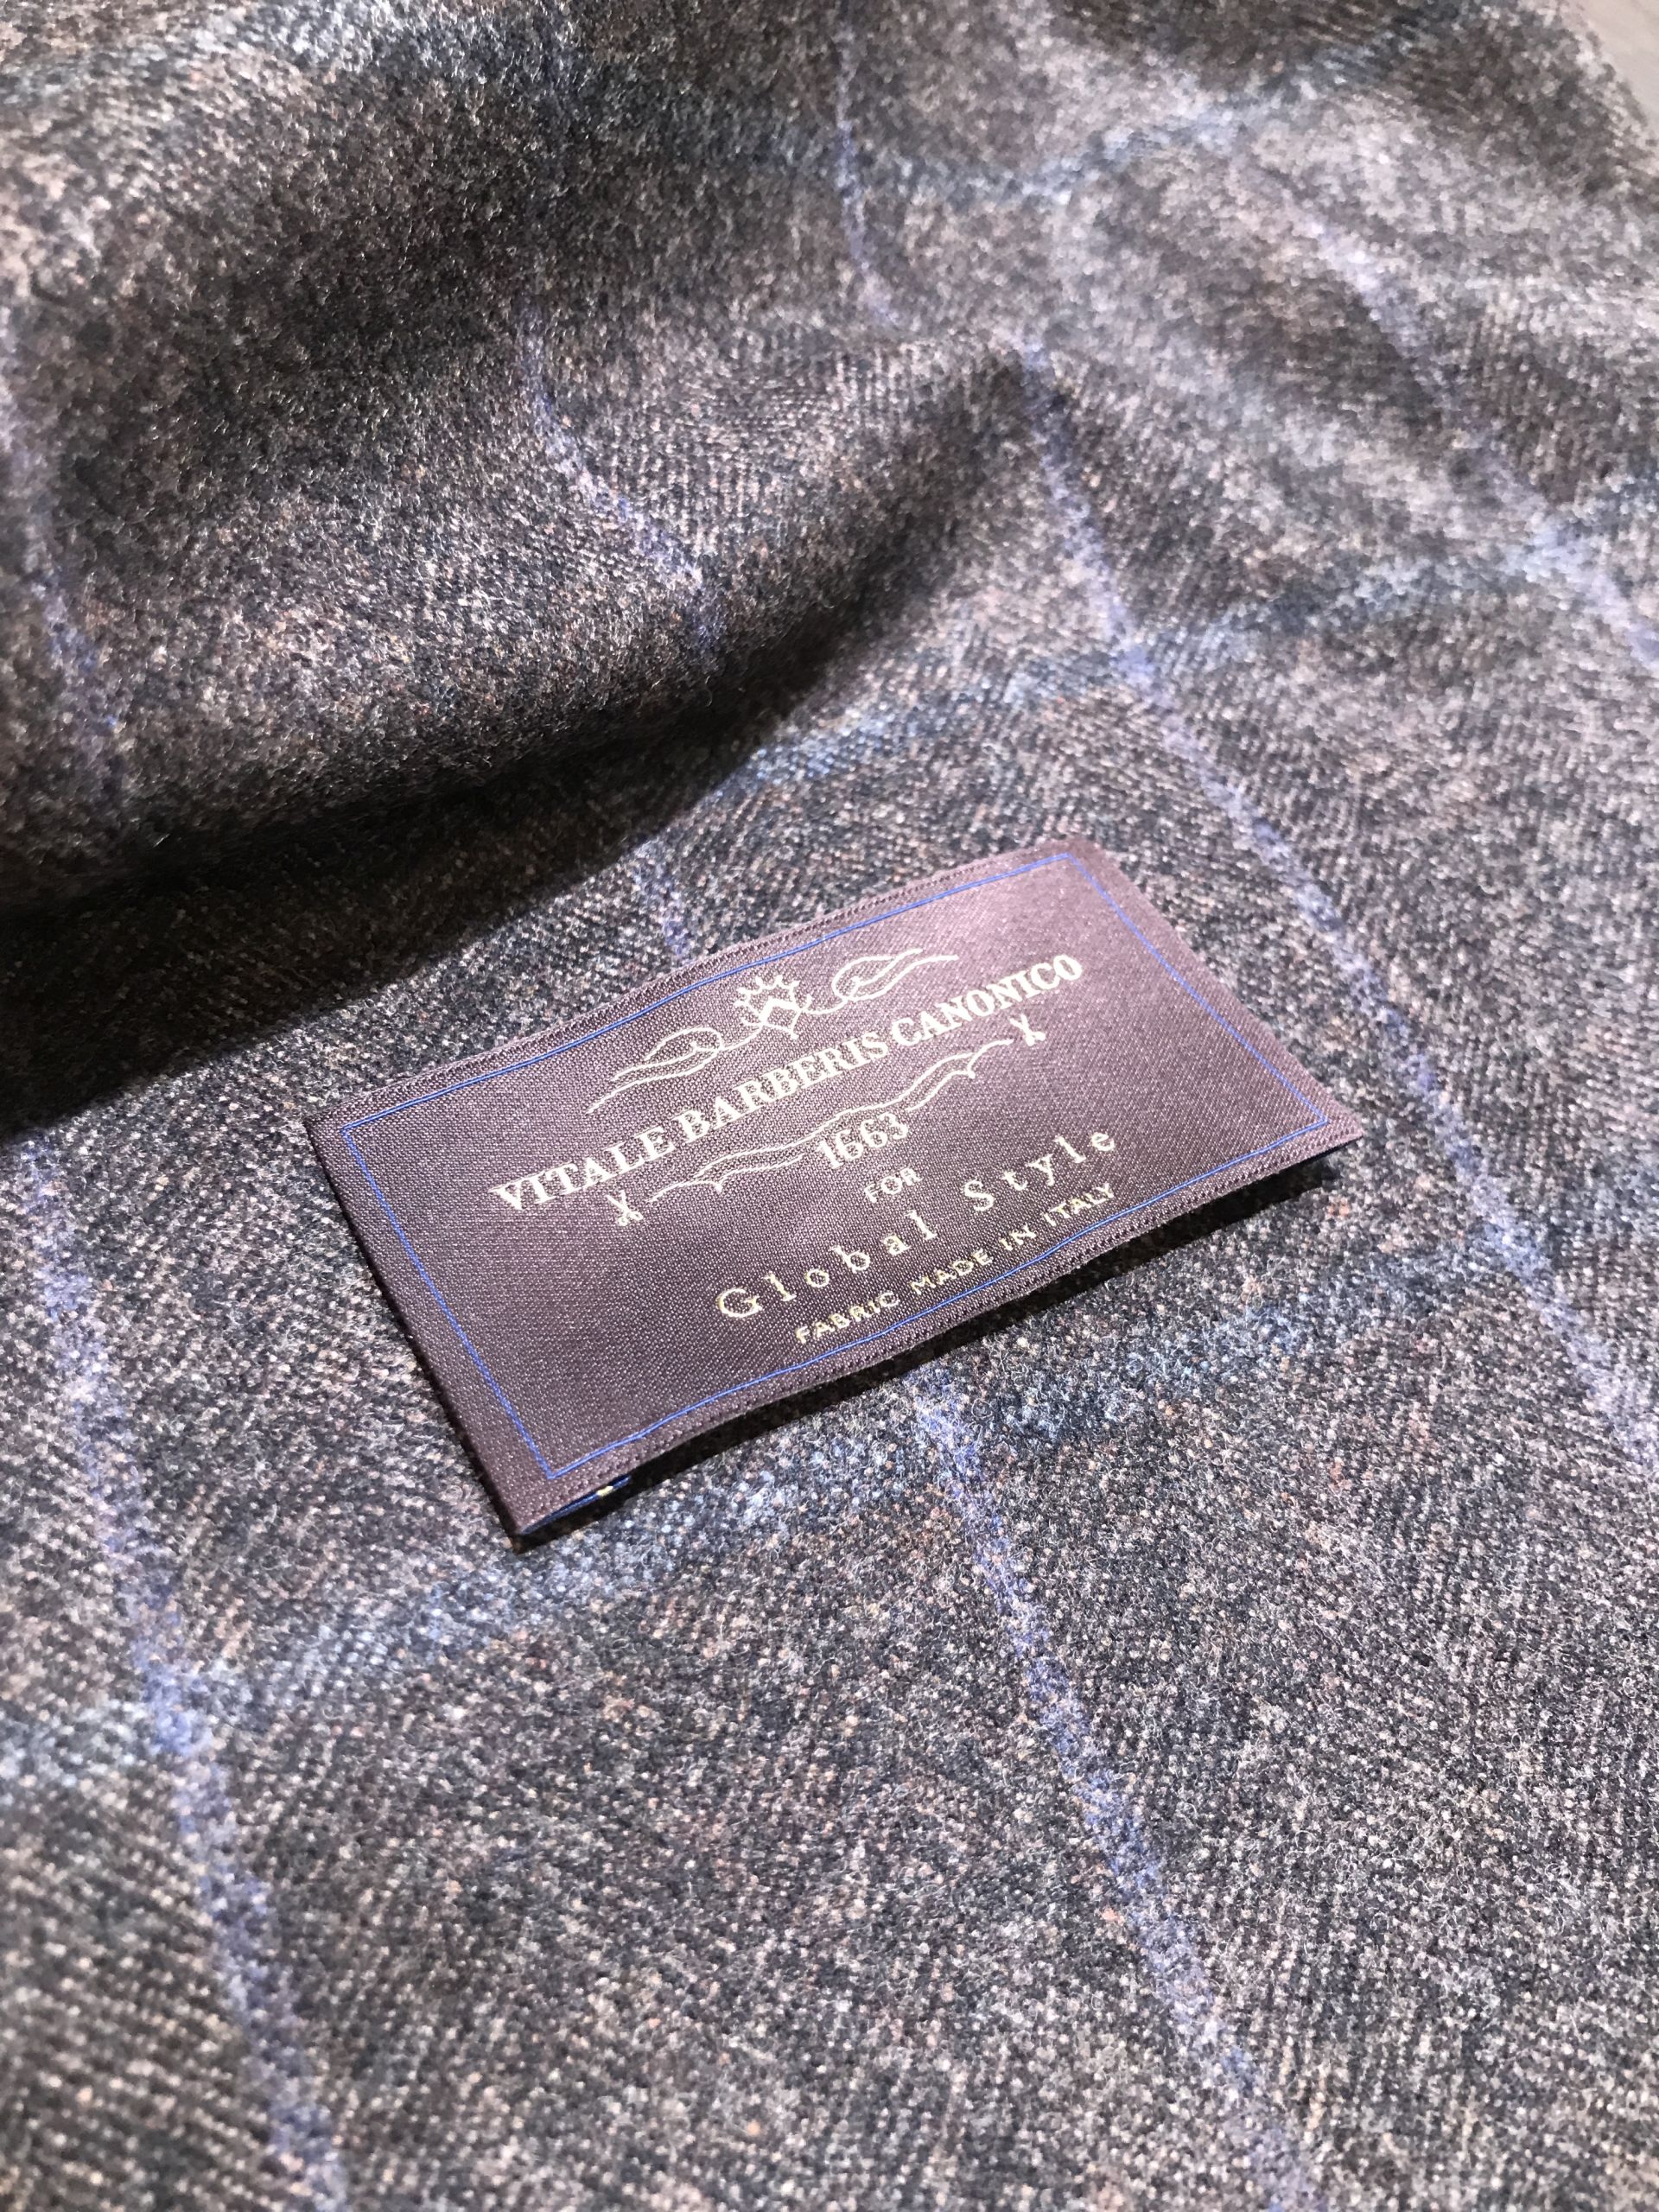 VITALE BARBERIS CANONICO
1663
FOR
Global Style
FABRIC MADE IN ITALY